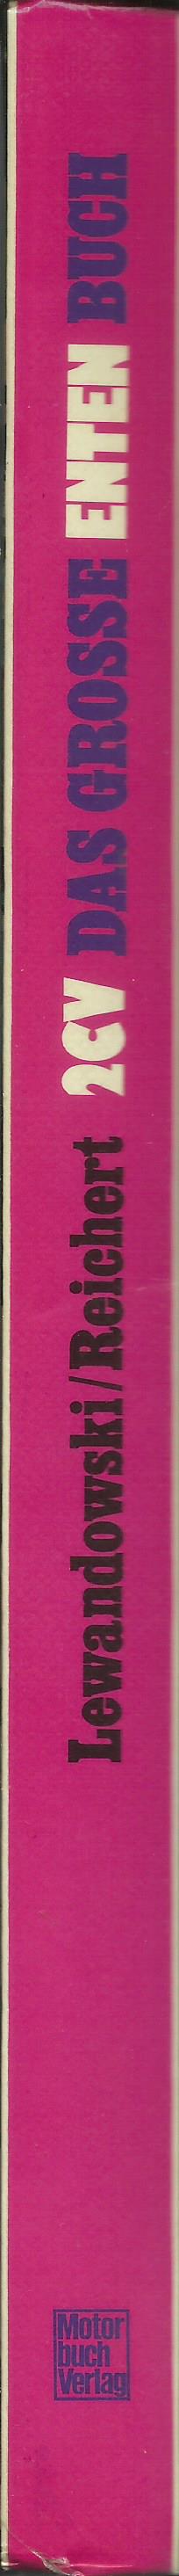 Lewandowski/Reichert 2CV DAS GROSSE ENTEN BUCH
Motor
buch
Verlag